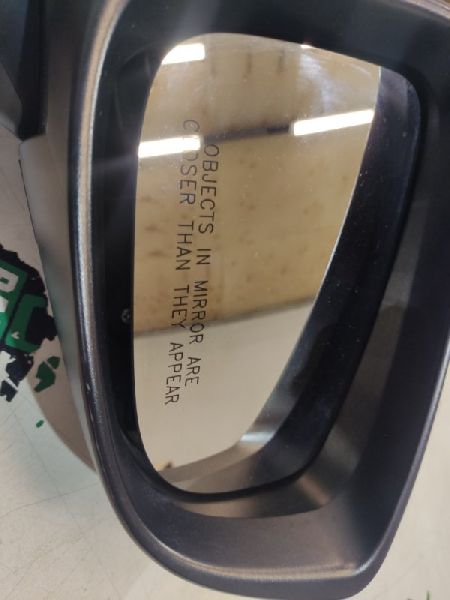 OBJECTS IN MIRROR ARE
CLOSER THAN THEY APPEAR